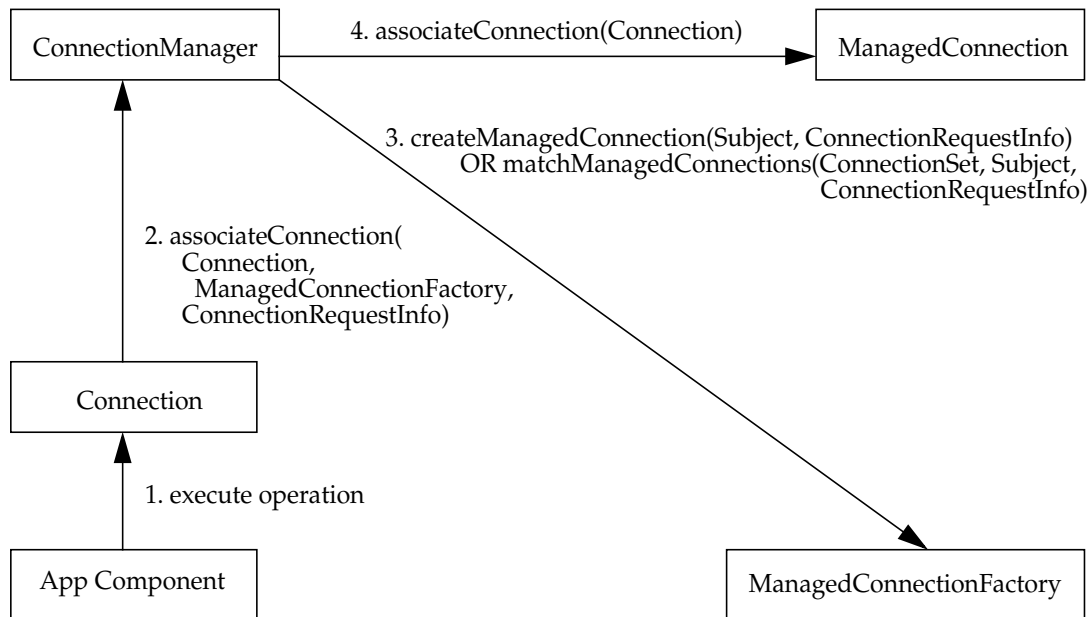 ConnectionManager
4. associateConnection(Connection)
ManagedConnection
3. createManagedConnection(Subject, ConnectionRequestInfo)
OR matchManagedConnections(ConnectionSet, Subject,
ConnectionRequestInfo)
2. associateConnection(
Connection,
ManagedConnectionFactory,
ConnectionRequestInfo)
Connection
1. execute operation
App Component
ManagedConnectionFactory